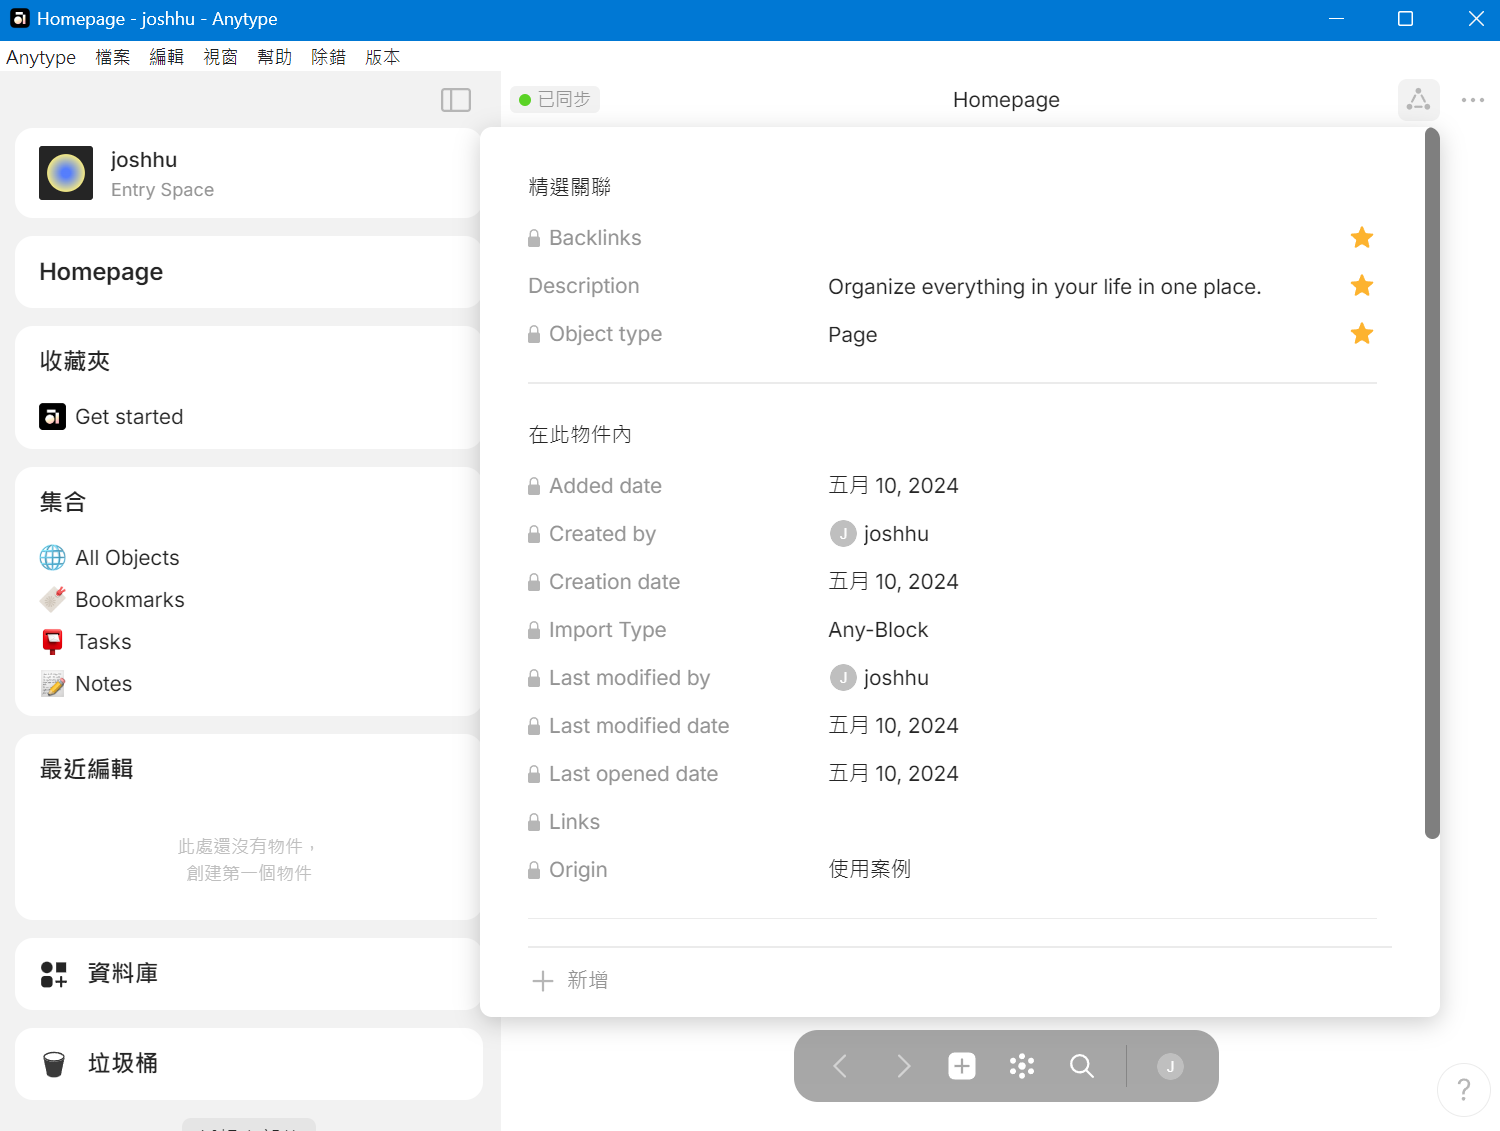 Homepage - joshhu - Anytype
Anytype 檔案 編輯 視窗 幫助 除錯 版本
已同步
Homepage
joshhu
Entry Space
Homepage
收藏夾
Get started
集合
All Objects
Bookmarks
Tasks
Notes
最近編輯
此處還沒有物件，
創建第一個物件
資料庫
垃圾桶
精選關聯
Backlinks
Description Organize everything in your life in one place.
Object type Page
在此物件內
Added date 五月 10, 2024
Created by J joshhu
Creation date 五月 10, 2024
Import Type Any-Block
Last modified by J joshhu
Last modified date 五月 10, 2024
Last opened date 五月 10, 2024
Links
Origin 使用案例
新增
J
?